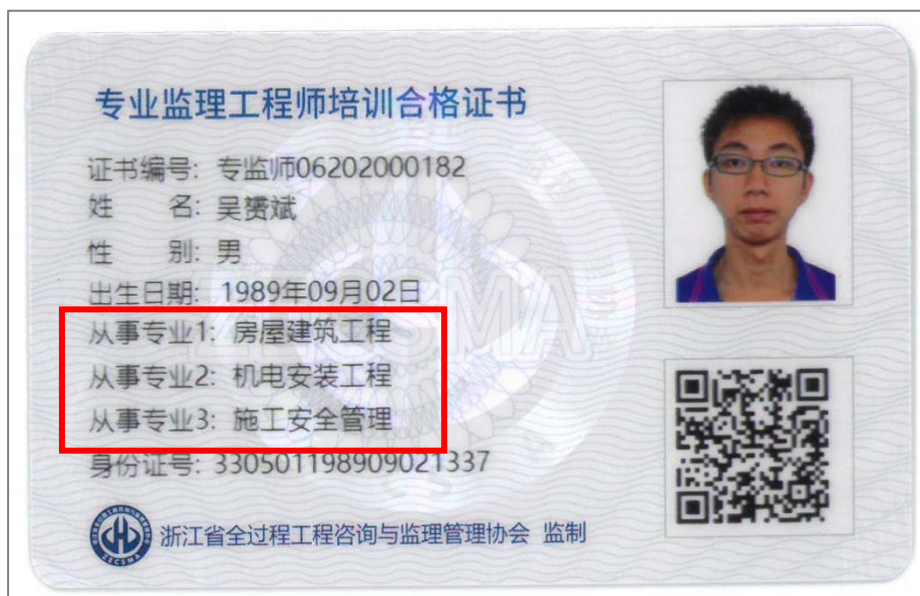 专业监理工程师培训合格证书
证书编号: 专监师06202000182
姓 名: 吴赟斌
性 别: 男
出生日期: 1989年09月02日
从事专业1: 房屋建筑工程
从事专业2: 机电安装工程
从事专业3: 施工安全管理
身份证号: 330501198909021337
浙江省全过程工程咨询与监理管理协会 监制
ZECSMA